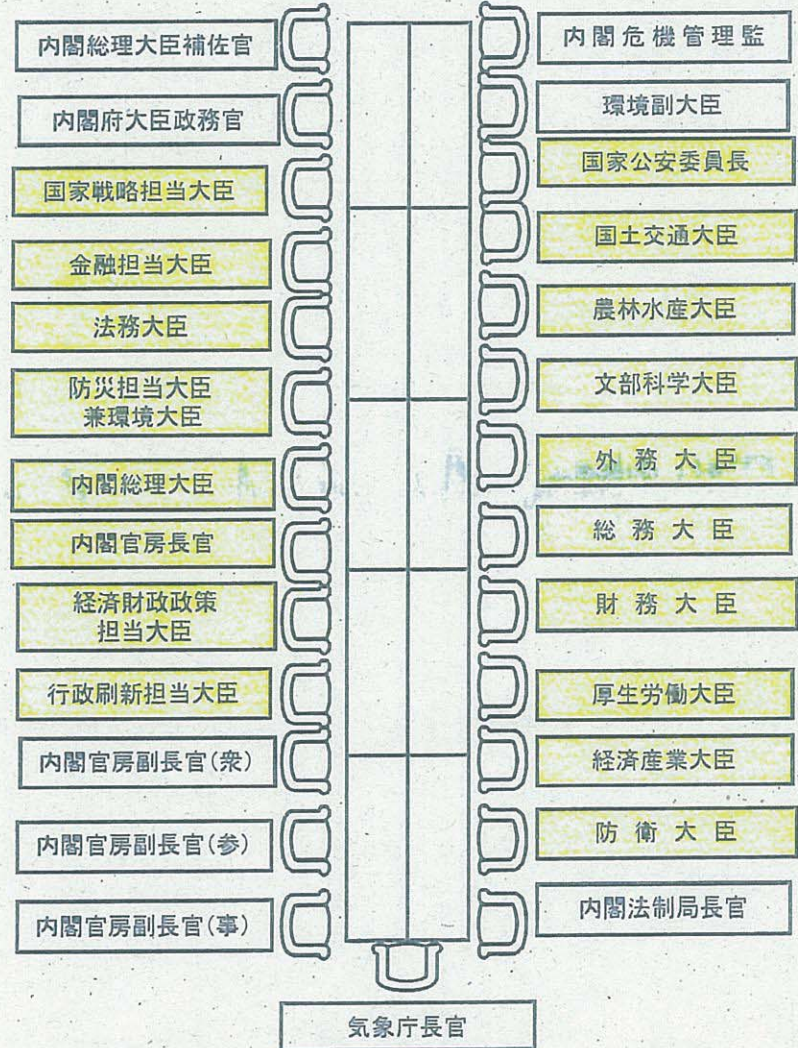 内閣総理大臣補佐官
内閣府大臣政務官
国家戦略担当大臣
金融担当大臣
法務大臣
防災担当大臣
兼環境大臣
内閣総理大臣
内閣官房長官
経済財政政策
担当大臣
行政刷新担当大臣
内閣官房副長官(衆)
内閣官房副長官(参)
内閣官房副長官(事)
内閣危機管理監
環境副大臣
国家公安委員長
国土交通大臣
農林水産大臣
文部科学大臣
外務大臣
総務大臣
財務大臣
厚生労働大臣
経済産業大臣
防衛大臣
内閣法制局長官
気象庁長官